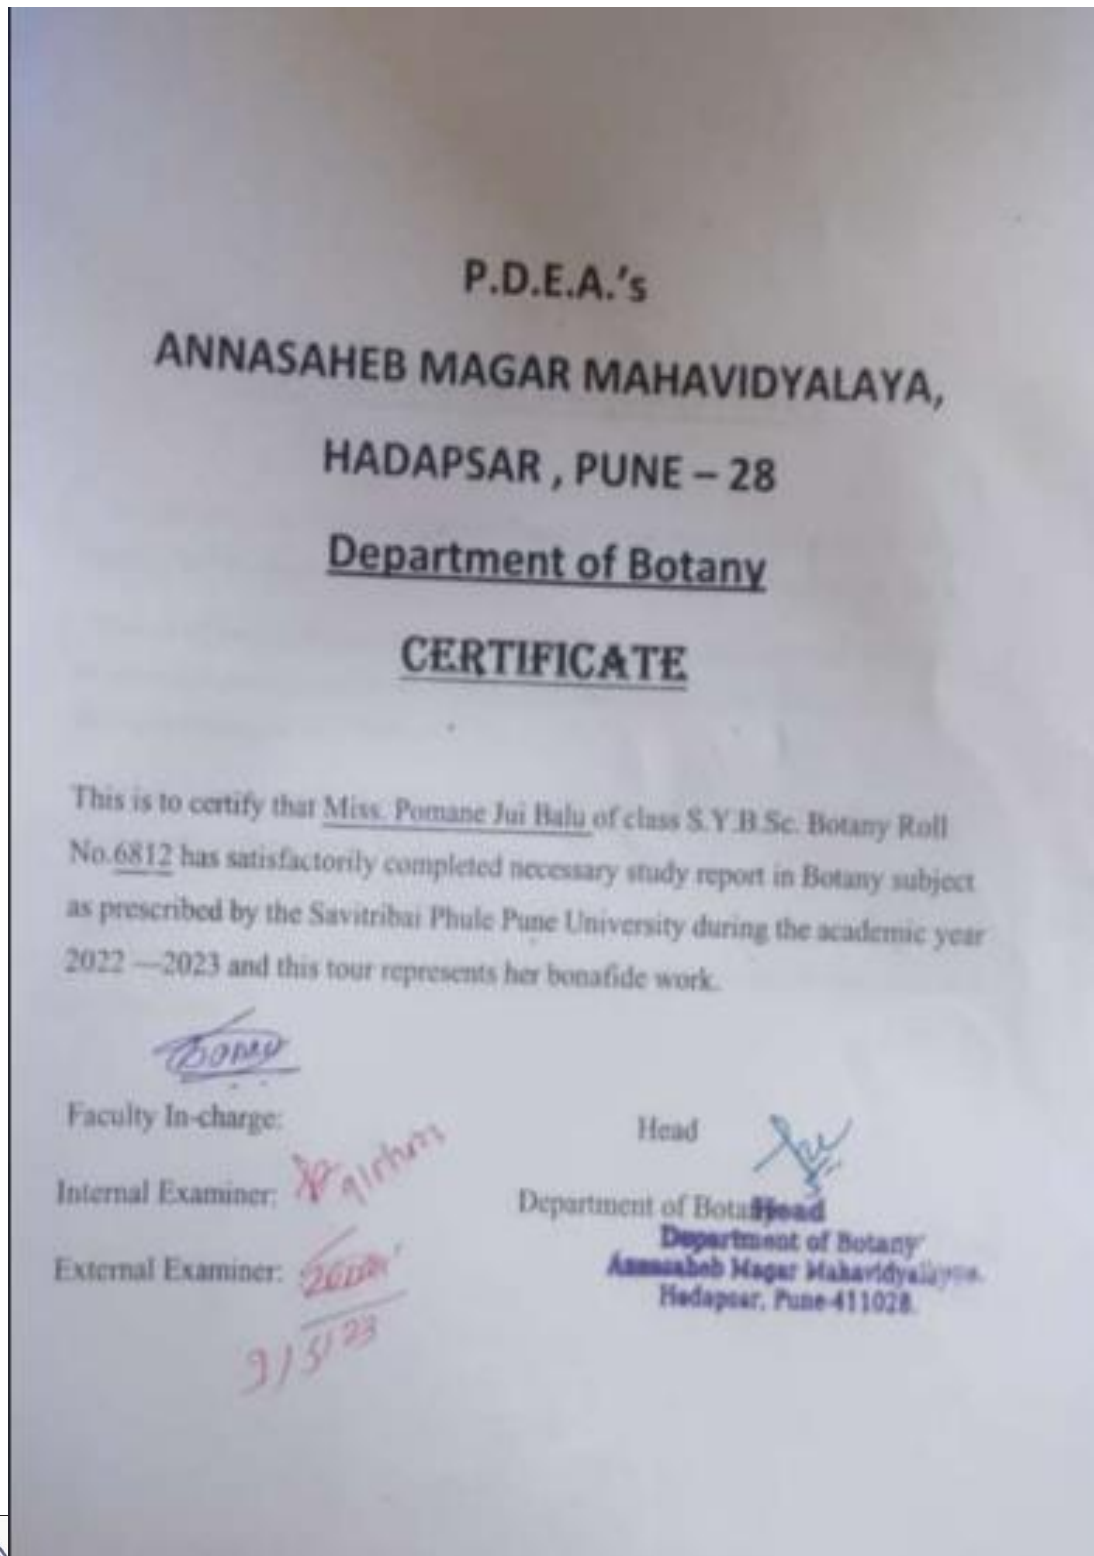 P.D.E.A.'s
ANNASAHEB MAGAR MAHAVIDYALAYA,
HADAPSAR , PUNE – 28
Department of Botany
CERTIFICATE
This is to certify that Miss. Pomane Jui Balu of class S.Y.B.Sc. Botany Roll
No.6812 has satisfactorily completed necessary study report in Botany subject
as prescribed by the Savitribai Phule Pune University during the academic year
2022 —2023 and this tour represents her bonafide work.
Faculty In-charge:
Head
Internal Examiner:
Department of Botany
Head
Department of Botany
External Examiner:
Annasaheb Magar Mahavidyalaya
Hadapsar, Pune-411028.
9/5/23